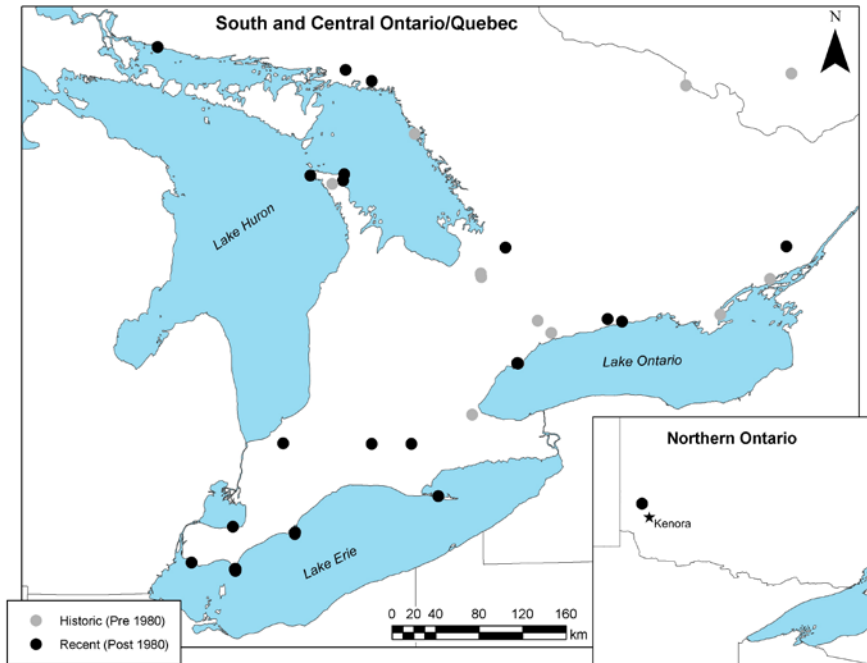 South and Central Ontario/Quebec
N
Lake Huron
Lake Ontario
Lake Erie
Northern Ontario
Kenora
Historic (Pre 1980)
Recent (Post 1980)
0 20 40 80 120 160
km